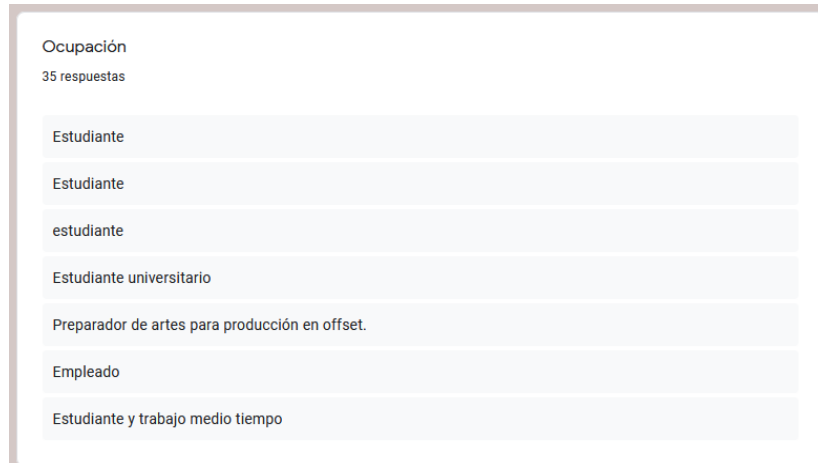 Ocupación
35 respuestas
Estudiante
Estudiante
estudiante
Estudiante universitario
Preparador de artes para producción en offset.
Empleado
Estudiante y trabajo medio tiempo